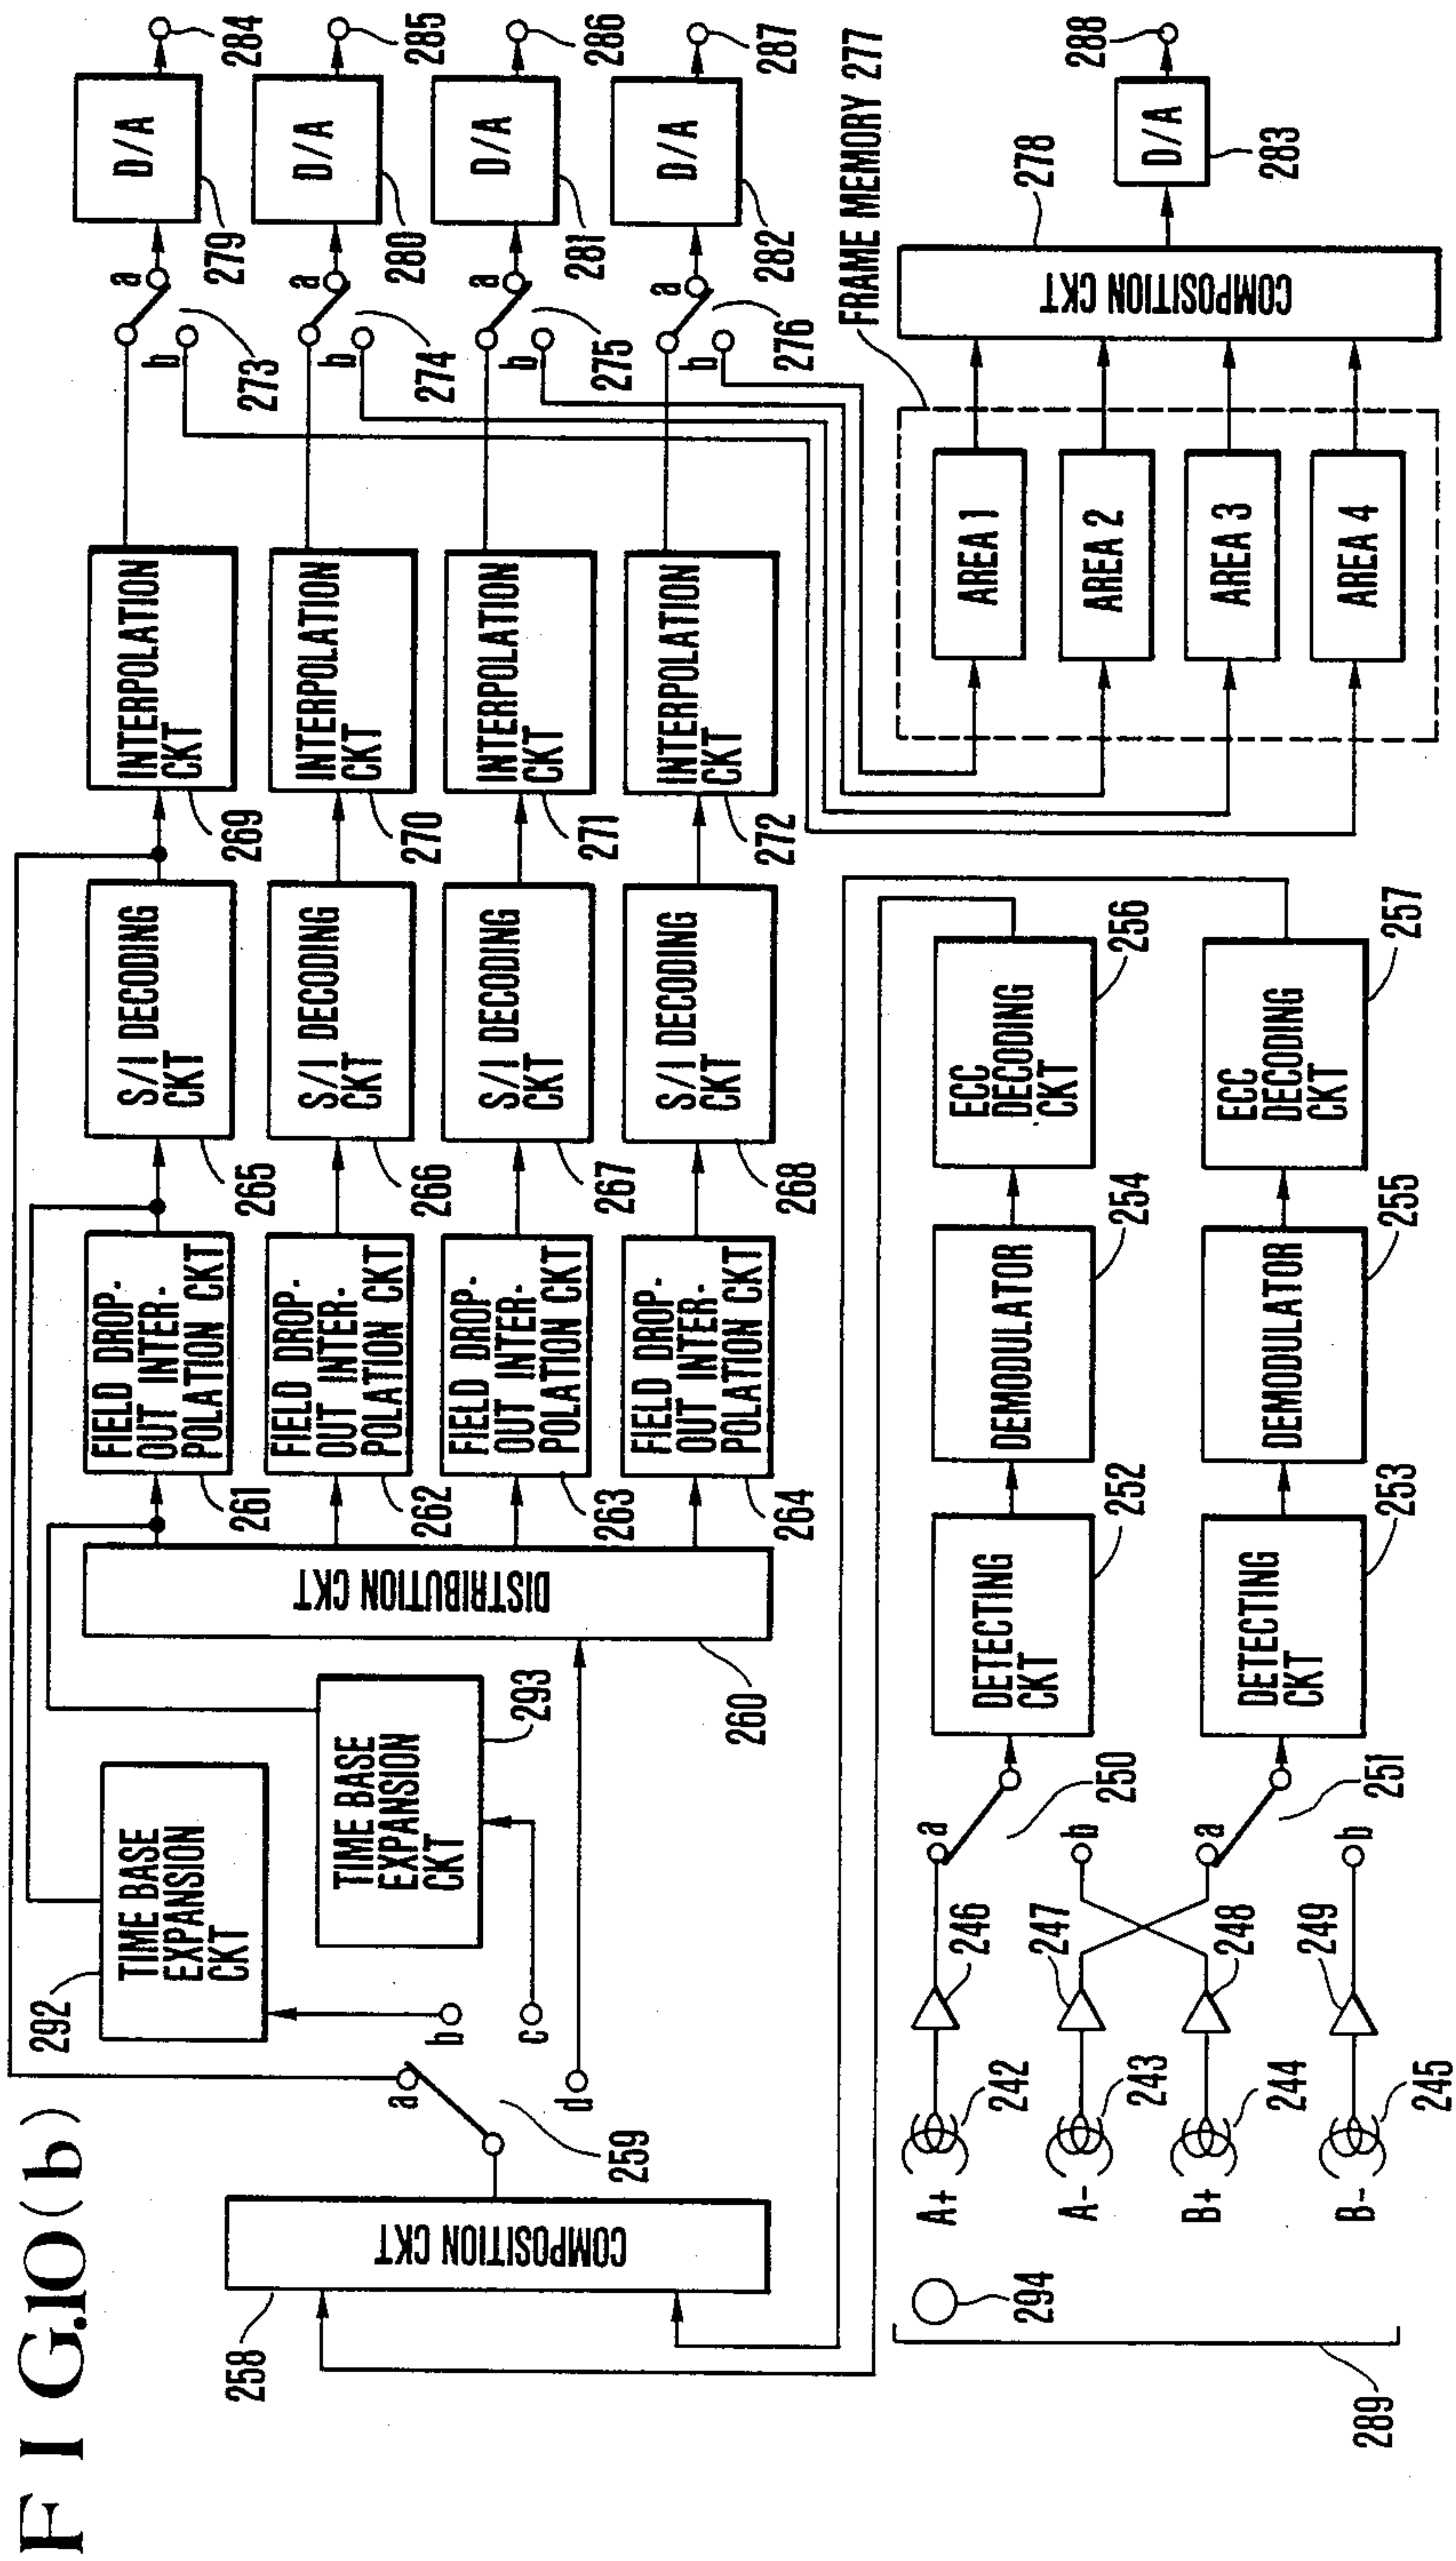 FIG.10(b)
258
COMPOSITION CKT
259
a
b
c
d
292
TIME BASE
EXPANSION
CKT
TIME BASE
EXPANSION
CKT
293
DISTRIBUTION CKT
260
FIELD DROP-
OUT INTER-
POLATION CKT
261
FIELD DROP-
OUT INTER-
POLATION CKT
262
FIELD DROP-
OUT INTER-
POLATION CKT
263
FIELD DROP-
OUT INTER-
POLATION CKT
264
S/I DECODING
CKT
265
S/I DECODING
CKT
266
S/I DECODING
CKT
267
S/I DECODING
CKT
268
INTERPOLATION
CKT
269
INTERPOLATION
CKT
270
INTERPOLATION
CKT
271
INTERPOLATION
CKT
272
a
b
273
a
b
274
a
b
275
a
b
276
D/A
279
284
D/A
280
285
D/A
281
286
D/A
282
287
289
294
A+
242
246
A-
243
247
B+
244
248
B-
245
249
a
b
250
a
b
251
DETECTING
CKT
252
DETECTING
CKT
253
DEMODULATOR
254
DEMODULATOR
255
ECC
DECODING
CKT
256
ECC
DECODING
CKT
257
FRAME MEMORY 277
AREA 1
AREA 2
AREA 3
AREA 4
COMPOSITION CKT
278
D/A
283
288